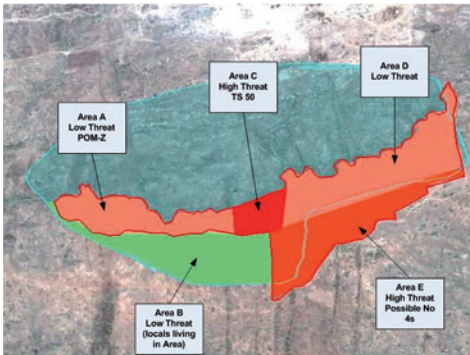 Area A
Low Threat
POM-Z
Area C
High Threat
TS 50
Area D
Low Threat
Area B
Low Threat
(locals living
in Area)
Area E
High Threat
Possible No
4s